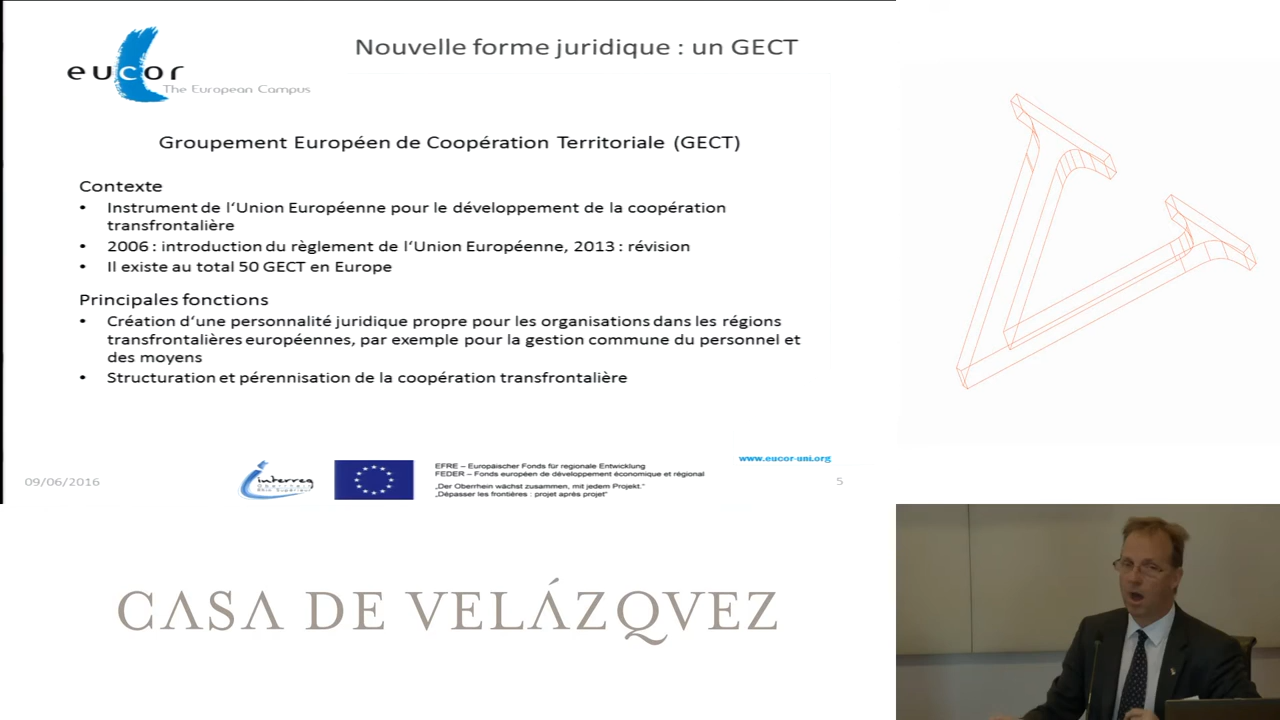 Nouvelle forme juridique : un GECT
eucor
The European Campus
Groupement Européen de Coopération Territoriale (GECT)
Contexte
• Instrument de l‘Union Européenne pour le développement de la coopération
transfrontalière
• 2006 : introduction du règlement de l‘Union Européenne, 2013 : révision
• Il existe au total 50 GECT en Europe
Principales fonctions
• Création d‘une personnalité juridique propre pour les organisations dans les régions
transfrontalières européennes, par exemple pour la gestion commune du personnel et
des moyens
• Structuration et pérennisation de la coopération transfrontalière
www.eucor-uni.org
09/06/2016
interreg
Oberrhein
Rhin Supérieur
EFRE – Europäischer Fonds für regionale Entwicklung
FEDER – Fonds européen de développement économique et régional
„Der Oberrhein wächst zusammen, mit jedem Projekt.“
„Dépasser les frontières : projet après projet“
5
CASA DE VELÁZQVEZ